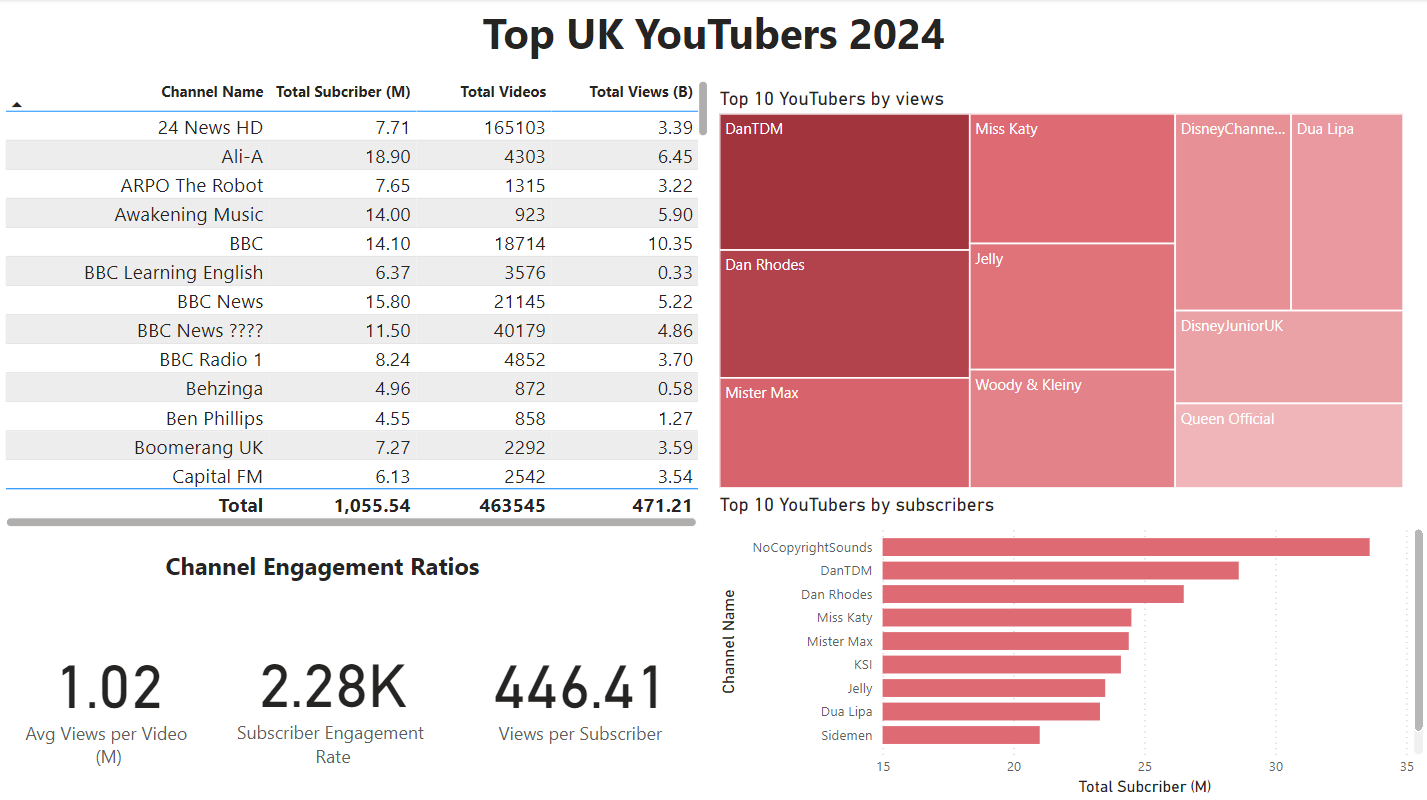 Top UK YouTubers 2024
Channel Name Total Subcriber (M) Total Videos Total Views (B)
24 News HD 7.71 165103 3.39
Ali-A 18.90 4303 6.45
ARPO The Robot 7.65 1315 3.22
Awakening Music 14.00 923 5.90
BBC 14.10 18714 10.35
BBC Learning English 6.37 3576 0.33
BBC News 15.80 21145 5.22
BBC News ???? 11.50 40179 4.86
BBC Radio 1 8.24 4852 3.70
Behzinga 4.96 872 0.58
Ben Phillips 4.55 858 1.27
Boomerang UK 7.27 2292 3.59
Capital FM 6.13 2542 3.54
Total 1,055.54 463545 471.21
Channel Engagement Ratios
1.02
Avg Views per Video
(M)
2.28K
Subscriber Engagement
Rate
446.41
Views per Subscriber
Top 10 YouTubers by views
DanTDM
Dan Rhodes
Mister Max
Miss Katy
Jelly
Woody & Kleiny
DisneyChanne...
Dua Lipa
DisneyJuniorUK
Queen Official
Top 10 YouTubers by subscribers
Channel Name
NoCopyrightSounds
DanTDM
Dan Rhodes
Miss Katy
Mister Max
KSI
Jelly
Dua Lipa
Sidemen
15 20 25 30 35
Total Subcriber (M)